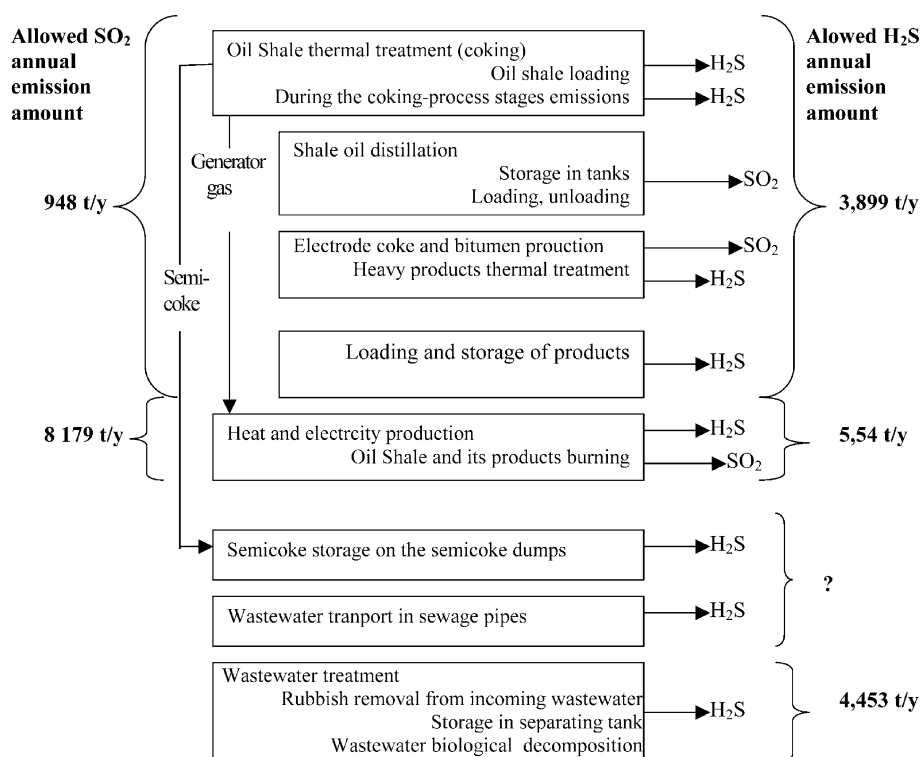 Allowed SO₂
annual
emission
amount
948 t/y
8 179 t/y
Oil Shale thermal treatment (coking)
Oil shale loading
During the coking-process stages emissions
H₂S
H₂S
Generator
gas
Semi-
coke
Shale oil distillation
Storage in tanks
Loading, unloading
SO₂
Electrode coke and bitumen prouction
Heavy products thermal treatment
SO₂
H₂S
Loading and storage of products
H₂S
Heat and electrcity production
Oil Shale and its products burning
H₂S
SO₂
Semicoke storage on the semicoke dumps
H₂S
Wastewater tranport in sewage pipes
H₂S
Wastewater treatment
Rubbish removal from incoming wastewater
Storage in separating tank
Wastewater biological decomposition
H₂S
Alowed H₂S
annual
emission
amount
3,899 t/y
5,54 t/y
?
4,453 t/y